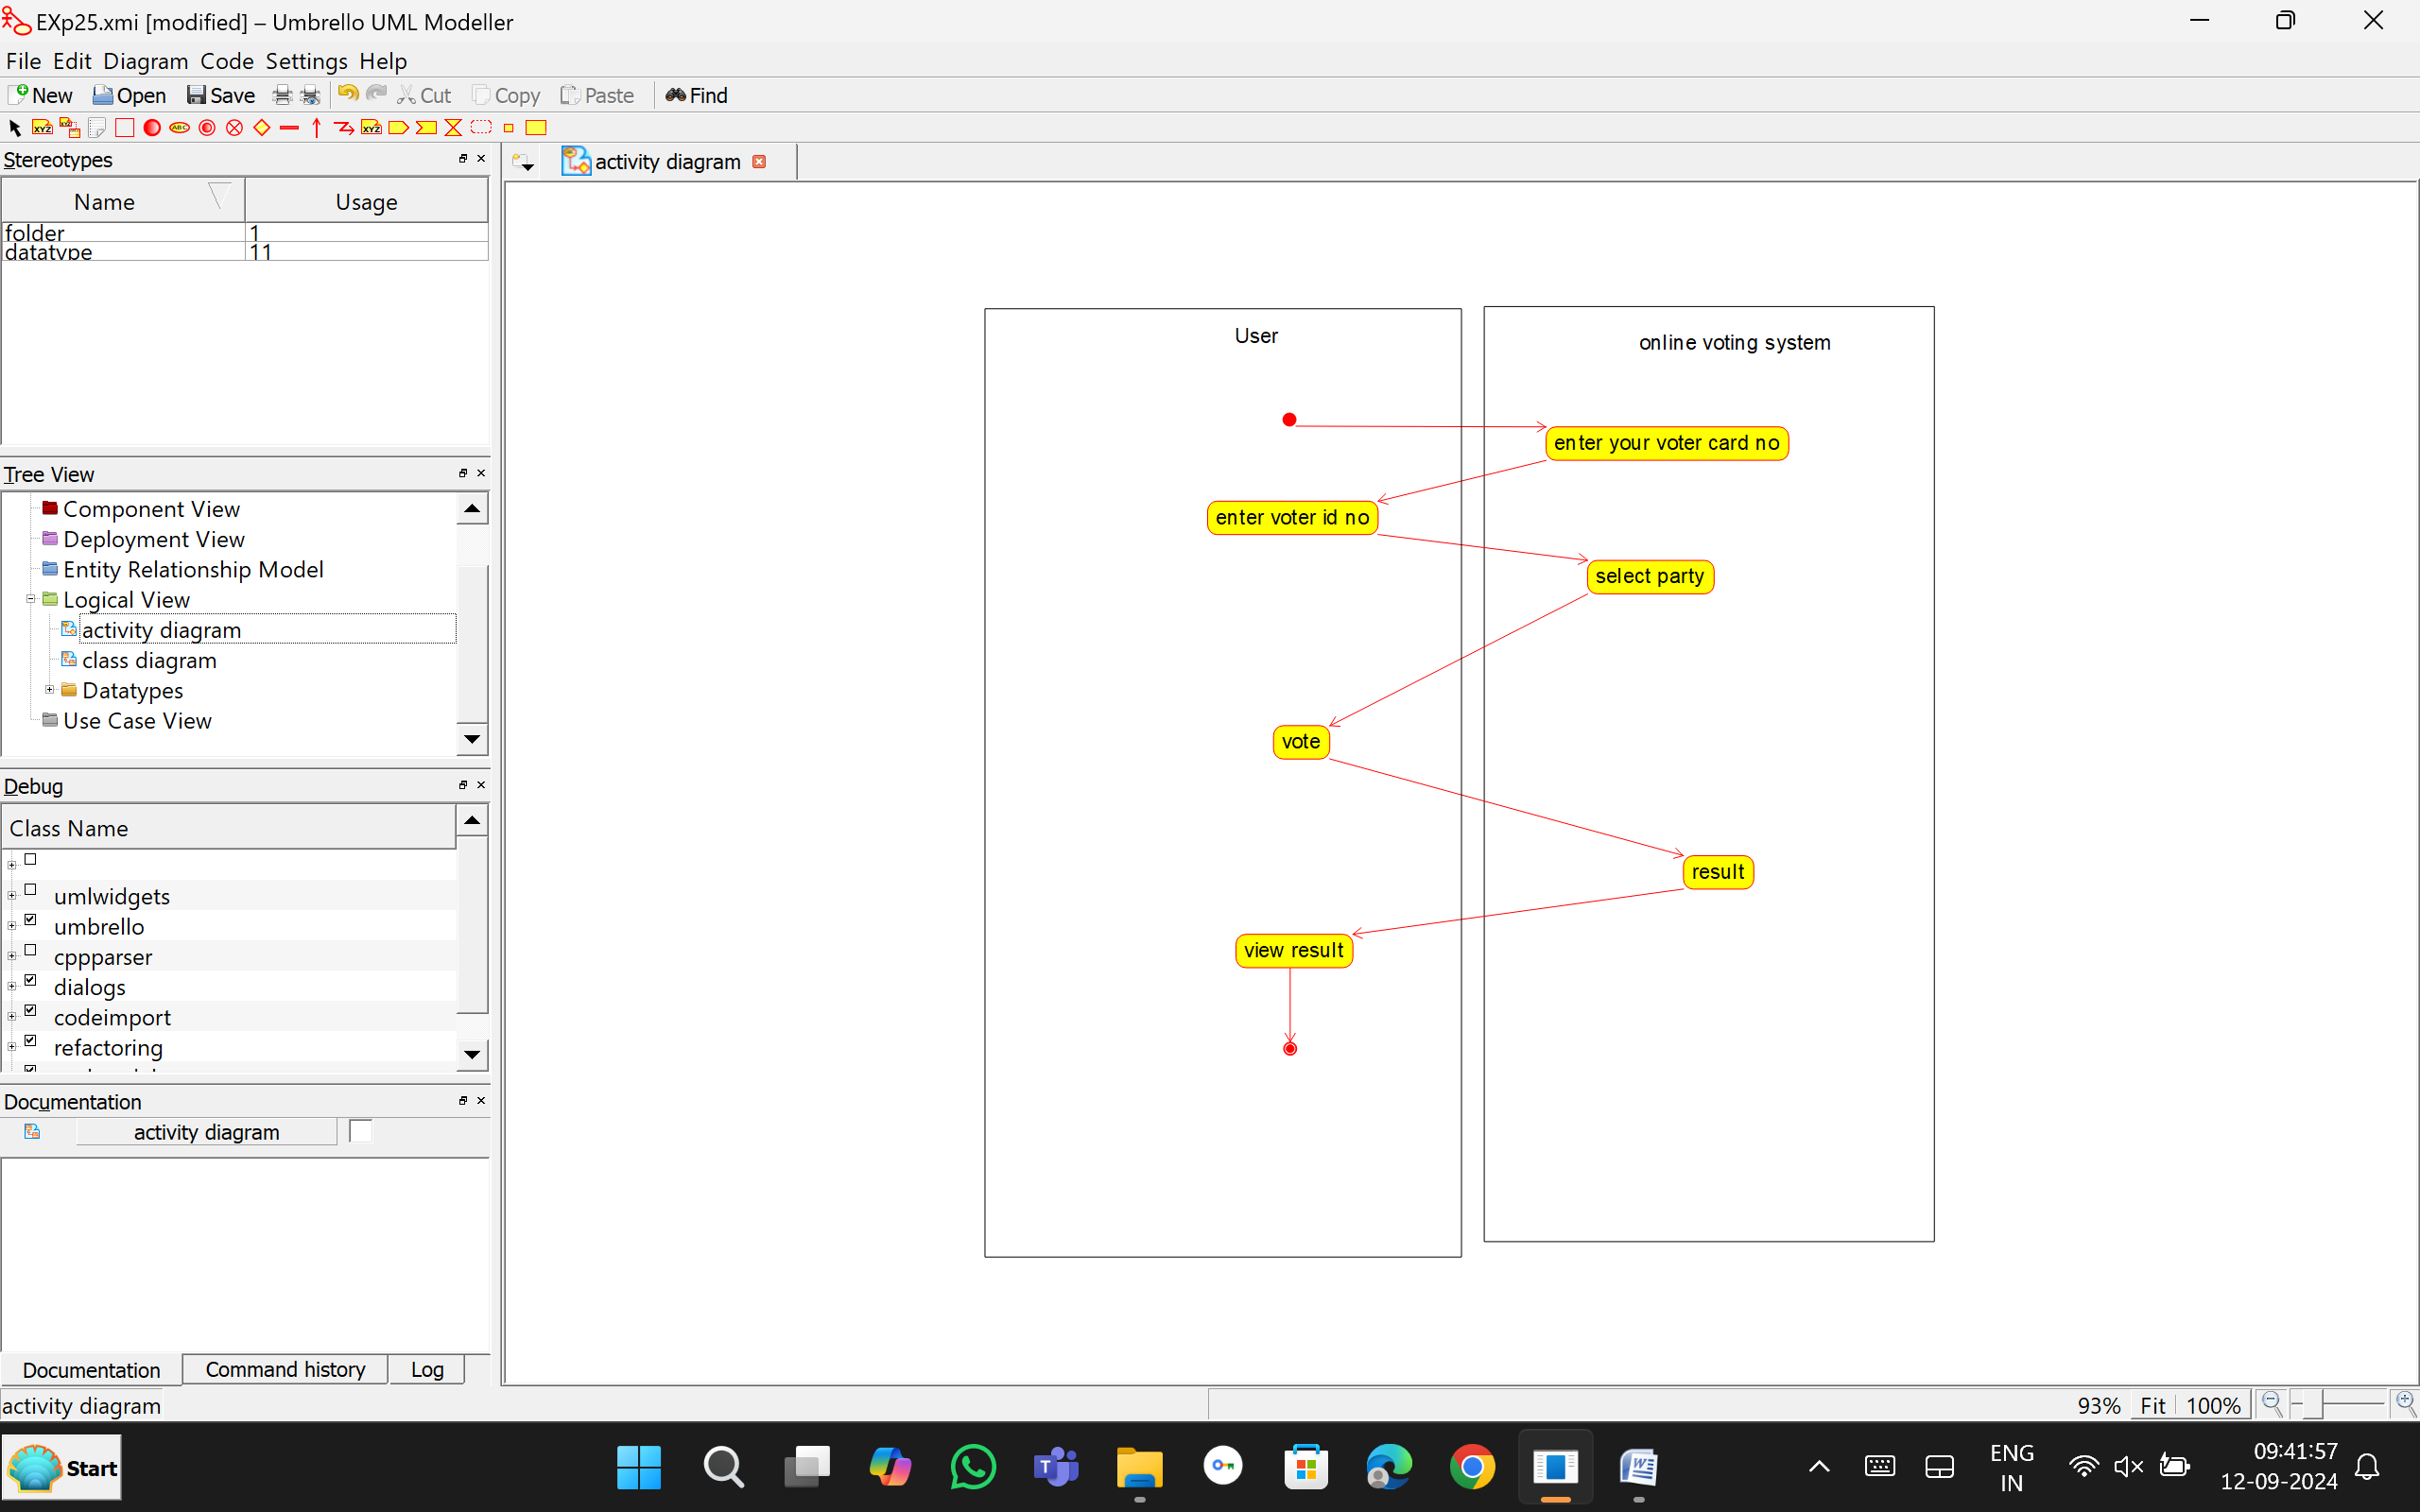 EXp25.xmi [modified] – Umbrello UML Modeller
File Edit Diagram Code Settings Help
New Open Save Cut Copy Paste Find
Stereotypes
Name Usage
folder 1
datatype 11
Tree View
Component View
Deployment View
Entity Relationship Model
Logical View
activity diagram
class diagram
Datatypes
Use Case View
Debug
Class Name
umlwidgets
umbrello
cppparser
dialogs
codeimport
refactoring
Documentation
activity diagram
Documentation Command history Log
activity diagram
activity diagram
User
online voting system
enter your voter card no
enter voter id no
select party
vote
result
view result
93% Fit 100%
Start
ENG
IN
09:41:57
12-09-2024